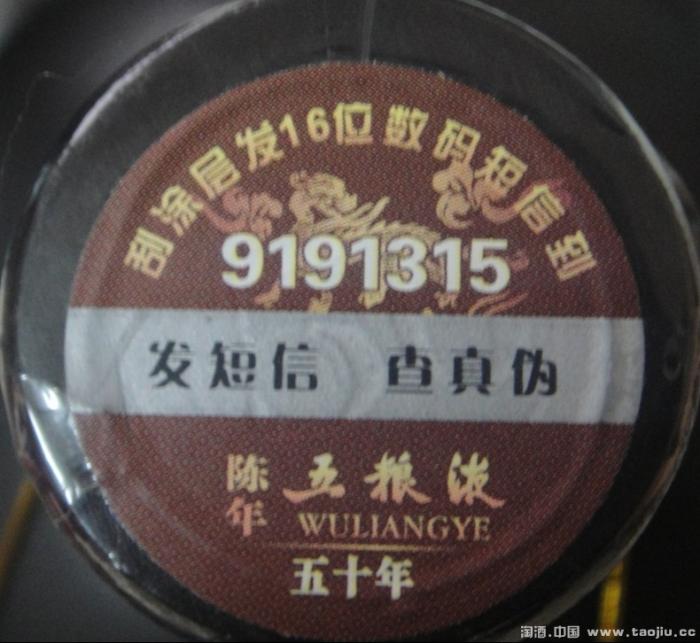 刮涂层发16位数码短信到
9191315
发短信 查真伪
陈年 五粮液
WULIANGYE
五十年
淘酒.中国 www.taojiu.cc